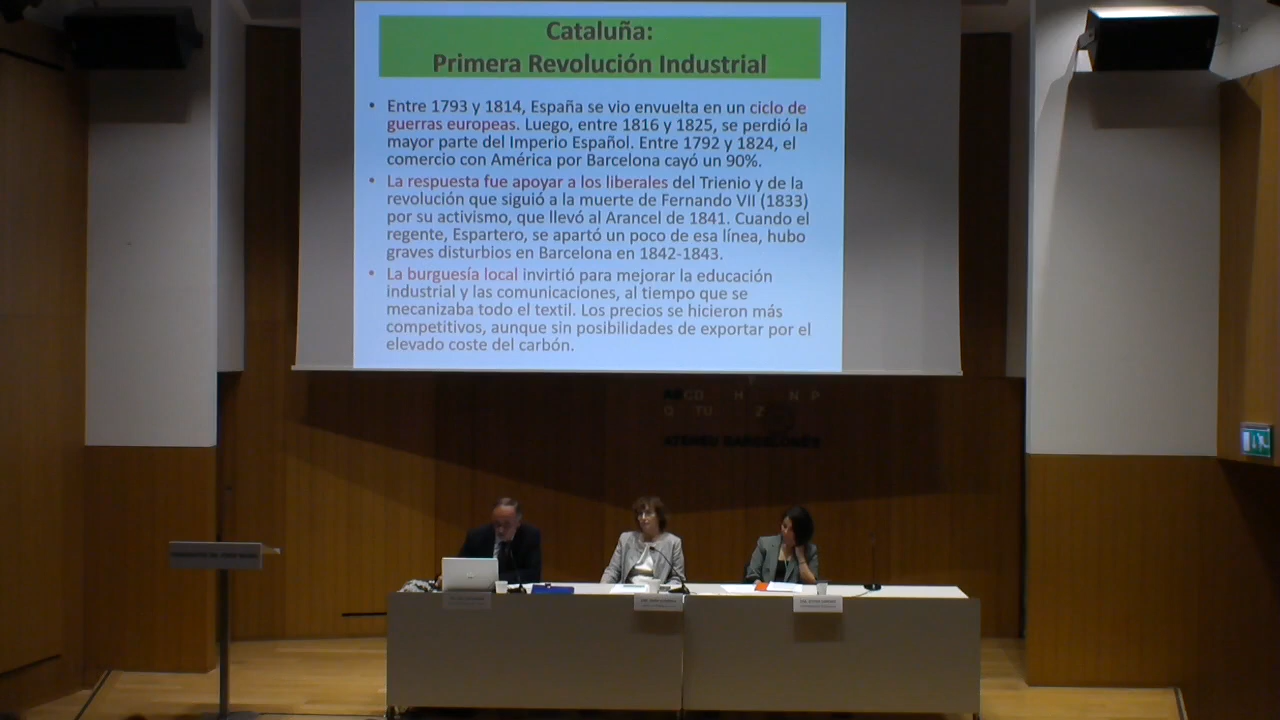 Cataluña:
Primera Revolución Industrial
• Entre 1793 y 1814, España se vio envuelta en un ciclo de
guerras europeas. Luego, entre 1816 y 1825, se perdió la
mayor parte del Imperio Español. Entre 1792 y 1824, el
comercio con América por Barcelona cayó un 90%.
• La respuesta fue apoyar a los liberales del Trienio y de la
revolución que siguió a la muerte de Fernando VII (1833)
por su activismo, que llevó al Arancel de 1841. Cuando el
regente, Espartero, se apartó un poco de esa línea, hubo
graves disturbios en Barcelona en 1842-1843.
• La burguesía local invirtió para mejorar la educación
industrial y las comunicaciones, al tiempo que se
mecanizaba todo el textil. Los precios se hicieron más
competitivos, aunque sin posibilidades de exportar por el
elevado coste del carbón.
ABCD H N P
O TU Z
ATENEU BARCELONÈS